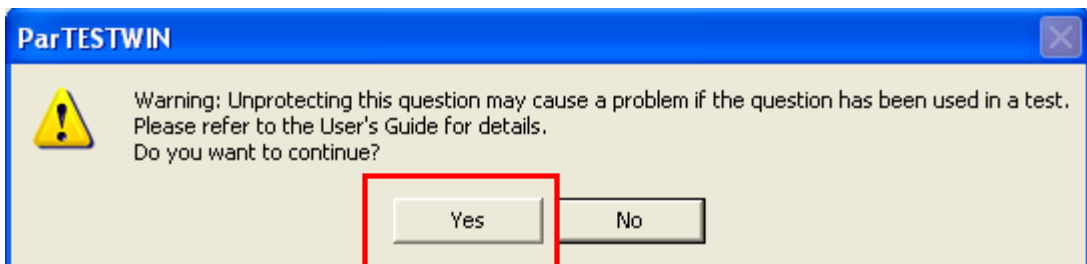 ParTESTWIN
Warning: Unprotecting this question may cause a problem if the question has been used in a test.
Please refer to the User's Guide for details.
Do you want to continue?
Yes No